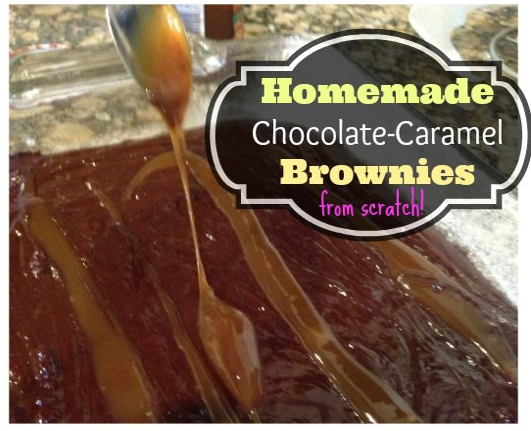 Homemade
Chocolate-Caramel
Brownies
from scratch!